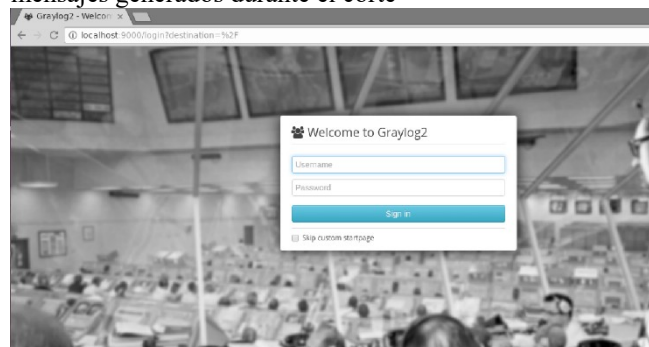 mensajes generados durante el corte
Graylog2 - Welcom
localhost:9000/login?destination=%2F
Welcome to Graylog2
Username
Password
Sign in
Skip custom startpage